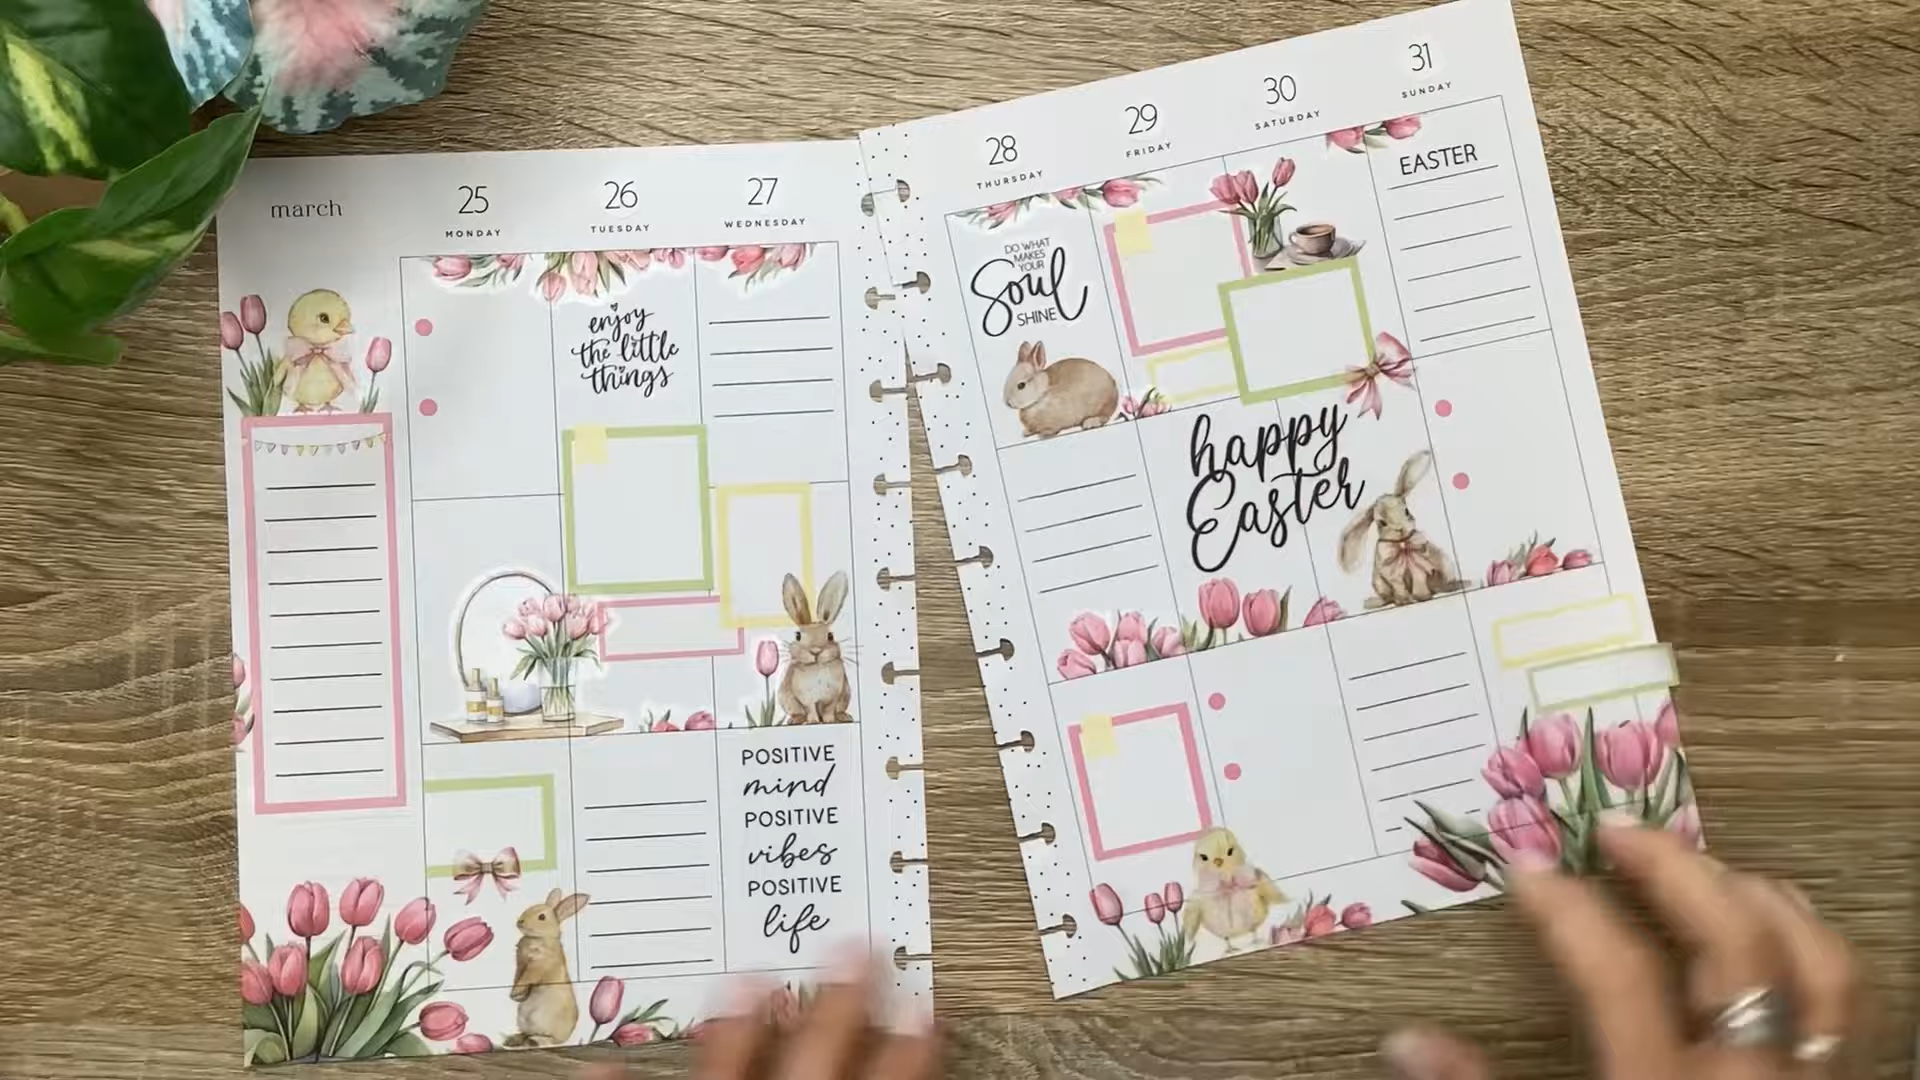 march
25
MONDAY
26
TUESDAY
27
WEDNESDAY
enjoy
the little
things
POSITIVE
mind
POSITIVE
vibes
POSITIVE
life
28
THURSDAY
29
FRIDAY
30
SATURDAY
31
SUNDAY
DO WHAT
MAKES
YOUR
Soul
SHINE
EASTER
happy
Easter